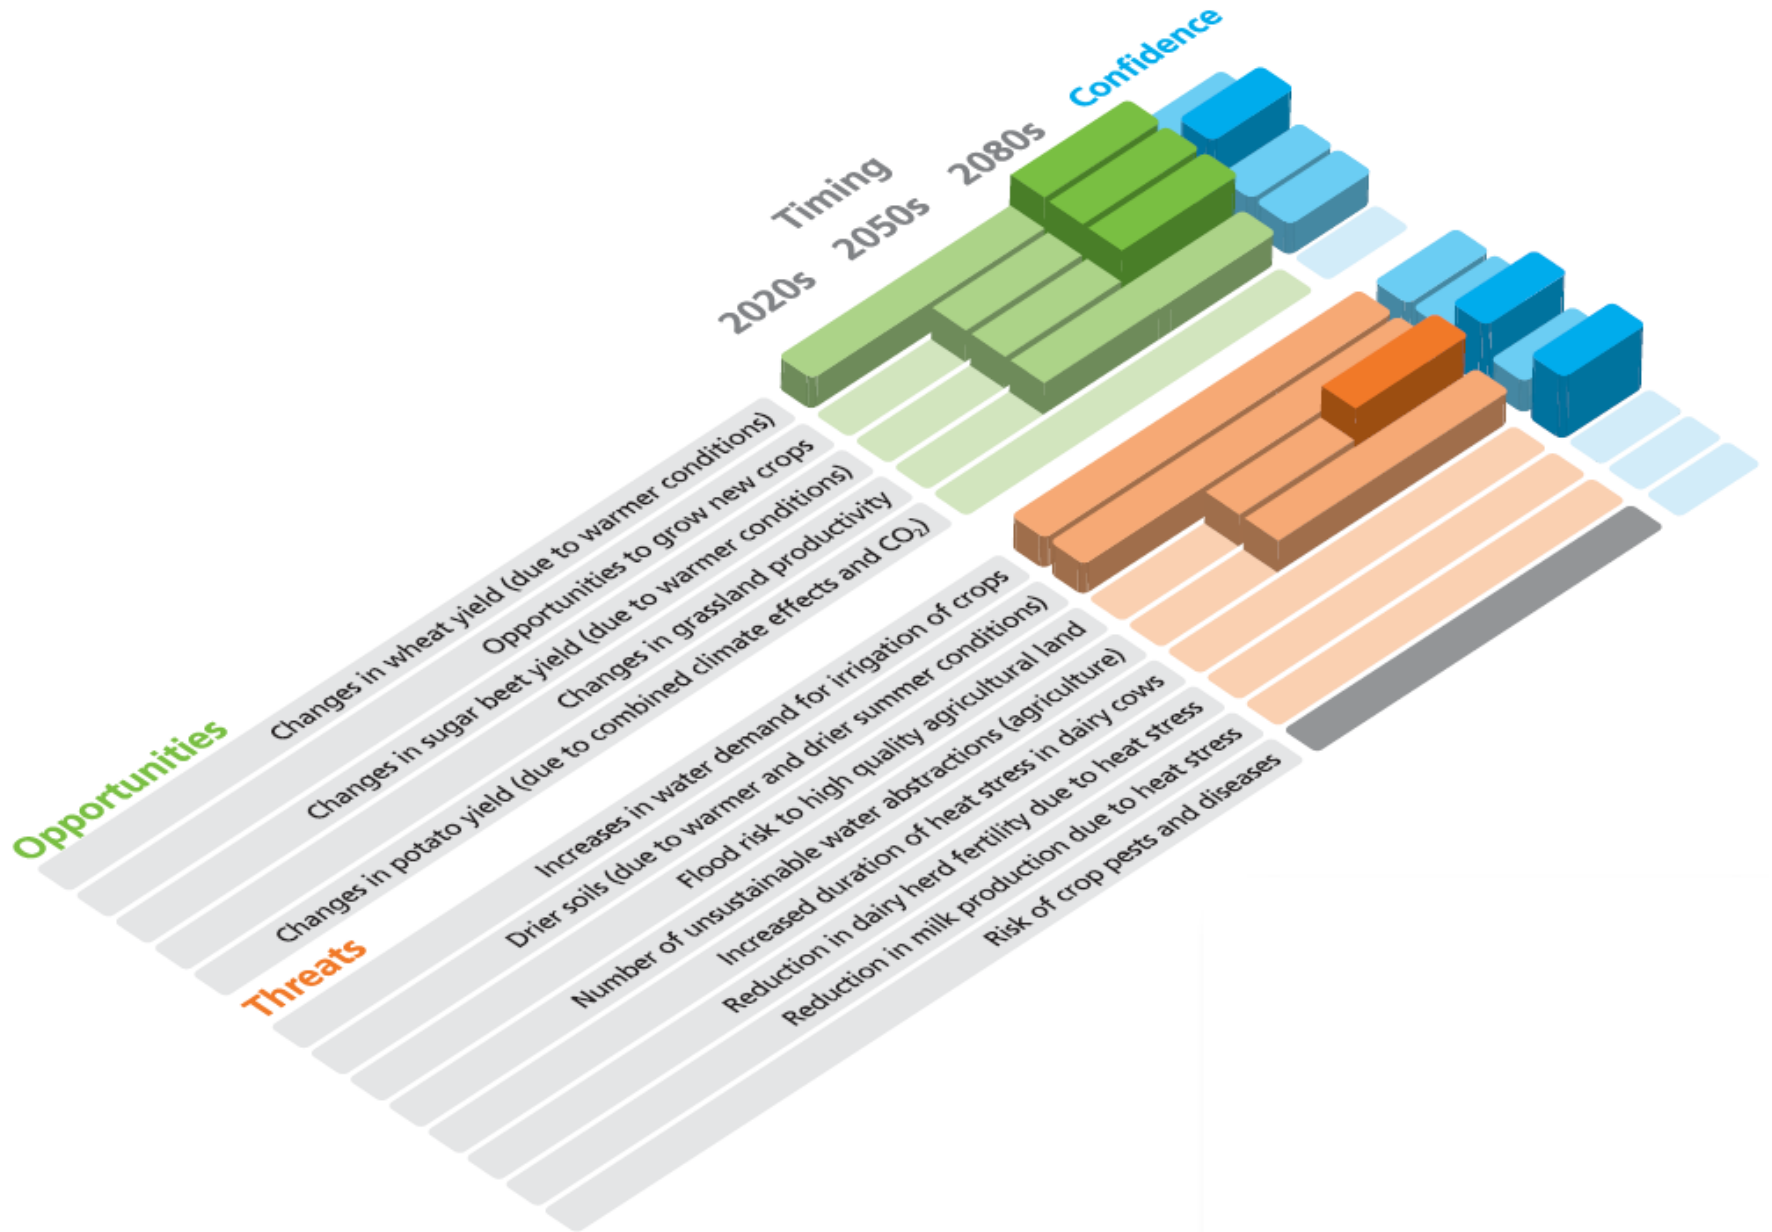 Confidence
Timing
2020s
2050s
2080s
Opportunities
Changes in wheat yield (due to warmer conditions)
Opportunities to grow new crops
Changes in sugar beet yield (due to warmer conditions)
Changes in grassland productivity
Changes in potato yield (due to combined climate effects and CO₂)
Threats
Increases in water demand for irrigation of crops
Drier soils (due to warmer and drier summer conditions)
Flood risk to high quality agricultural land
Number of unsustainable water abstractions (agriculture)
Increased duration of heat stress in dairy cows
Reduction in dairy herd fertility due to heat stress
Reduction in milk production due to heat stress
Risk of crop pests and diseases